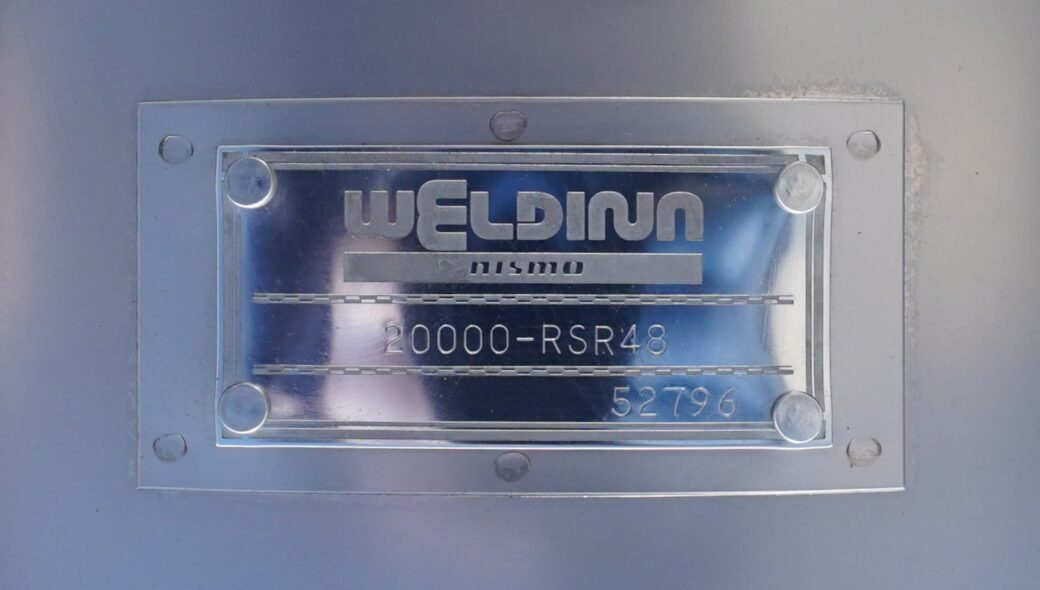 WELDINA
nismo
20000-RSR48
52796